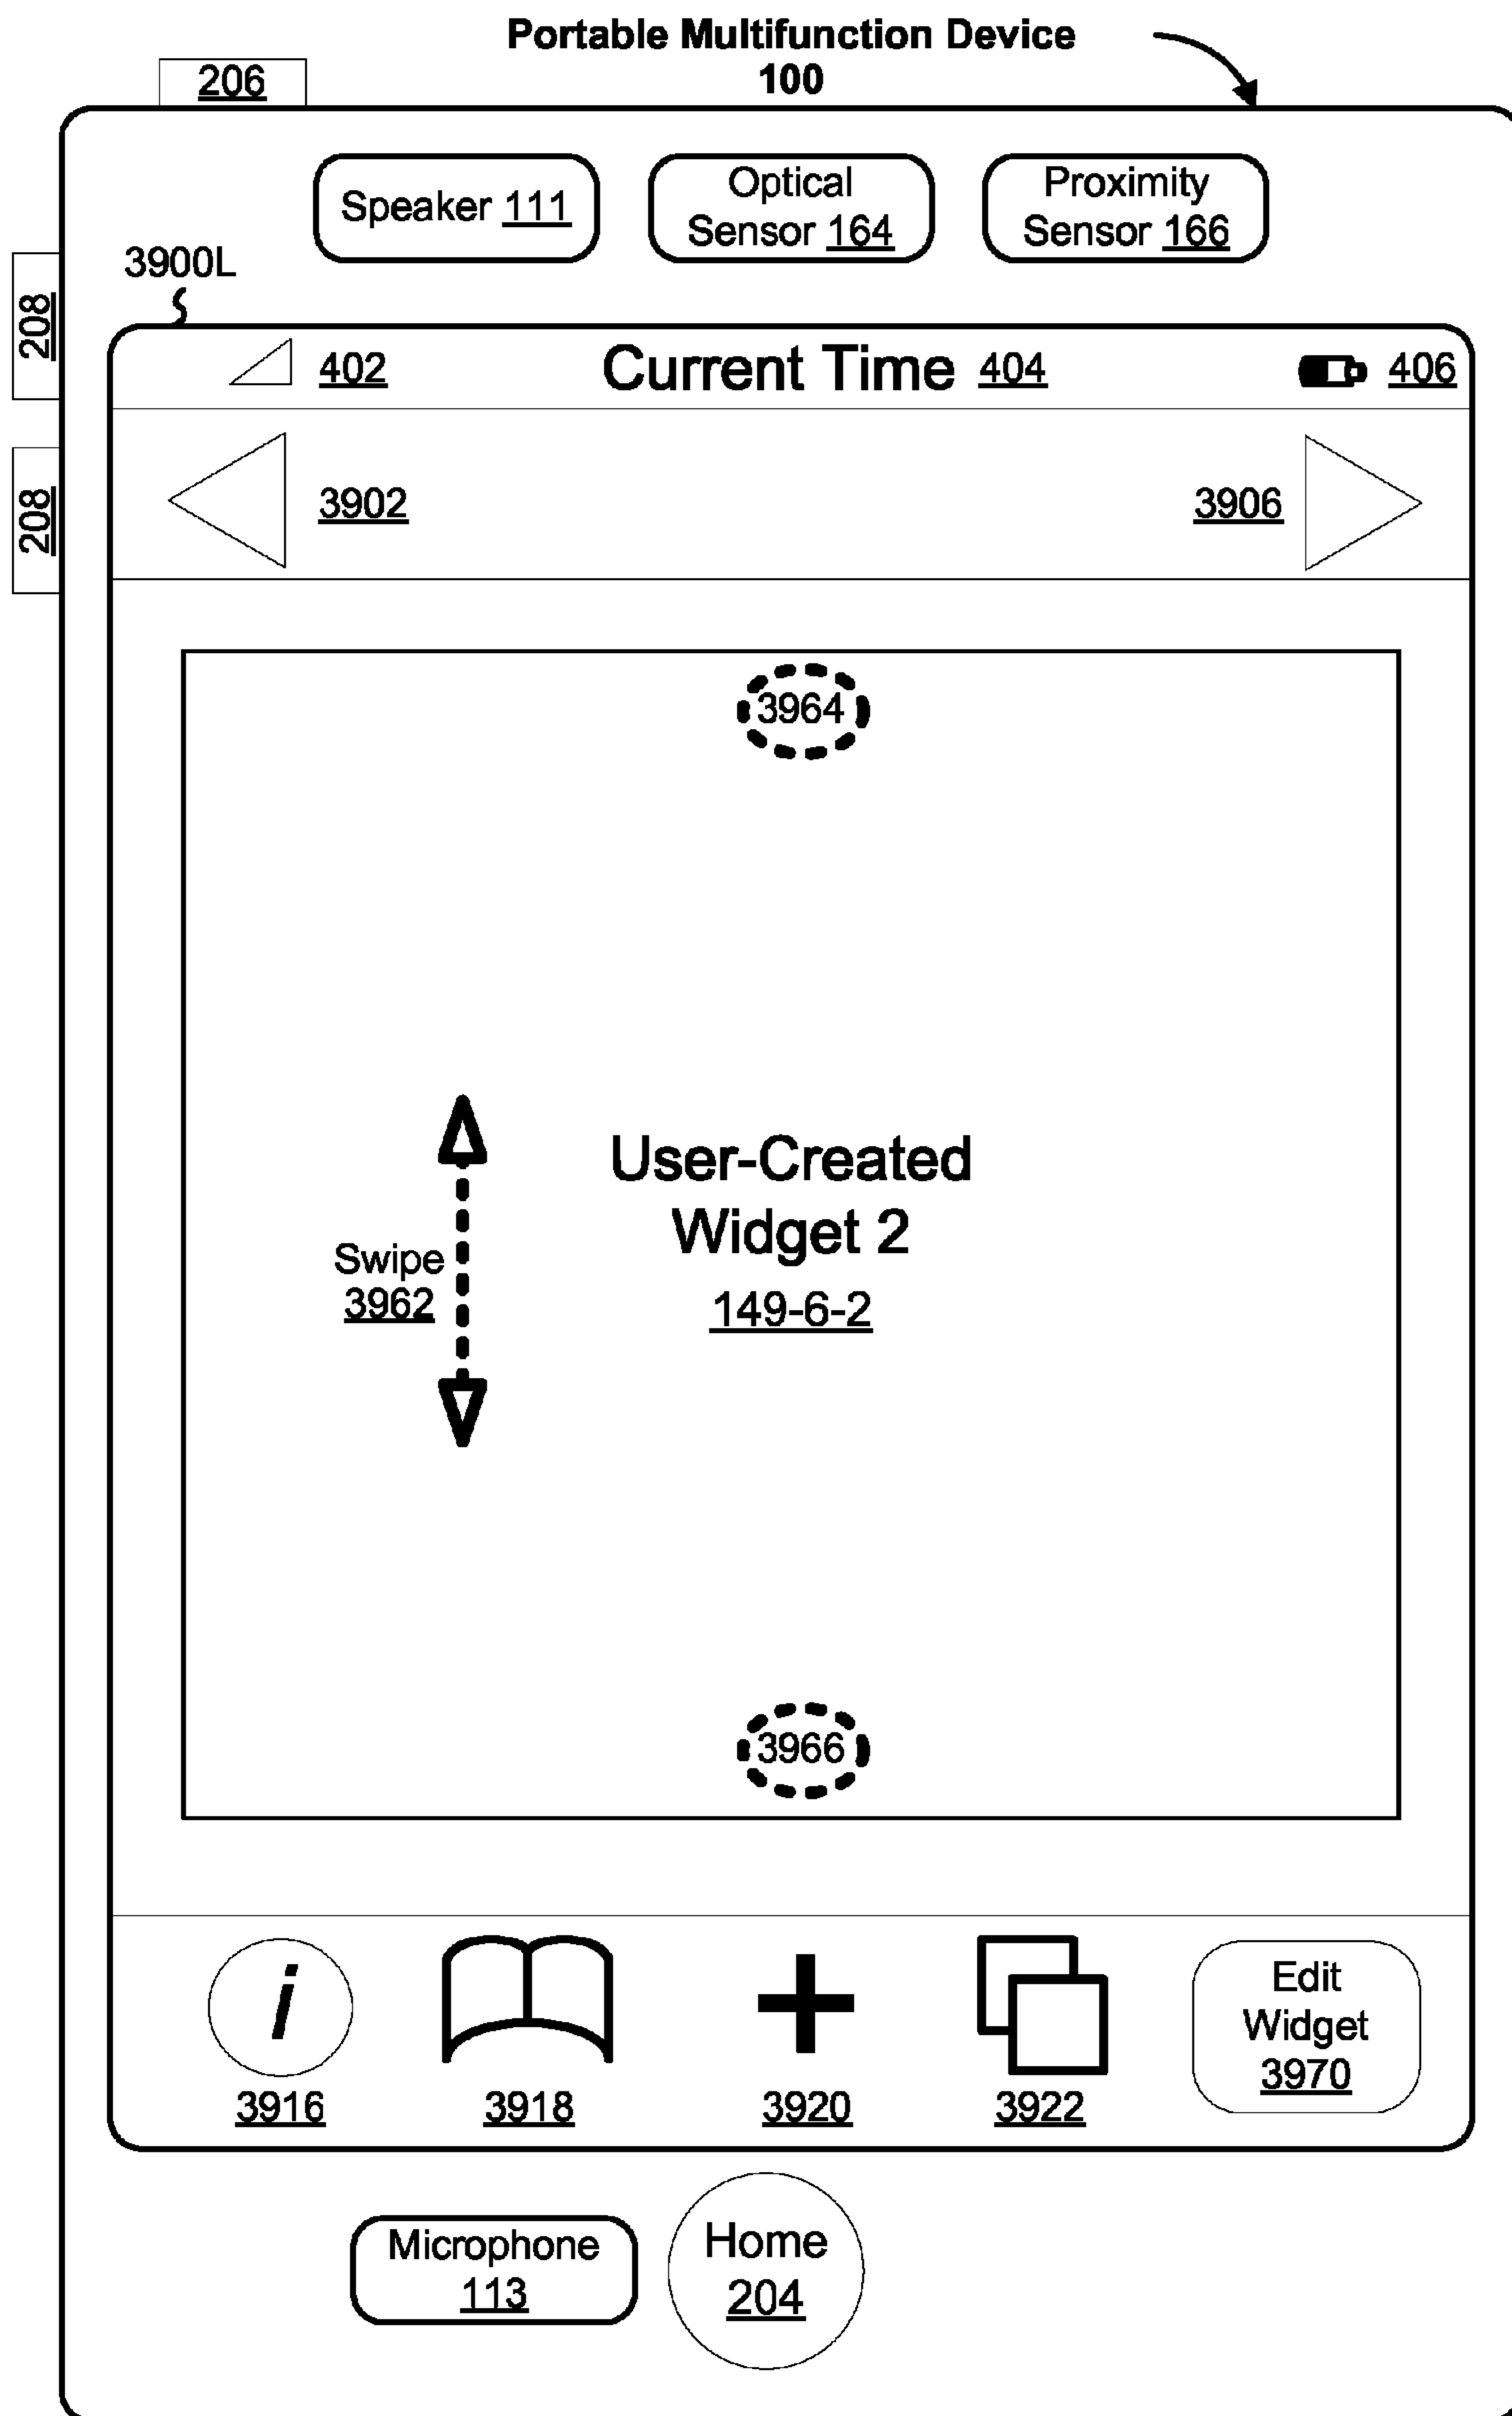 Portable Multifunction Device
100
206
Speaker 111
Optical
Sensor 164
Proximity
Sensor 166
3900L
208
208
402
Current Time 404
406
3902
3906
3964
User-Created
Widget 2
149-6-2
Swipe
3962
3966
i
Edit
Widget
3970
3916
3918
3920
3922
Microphone
113
Home
204